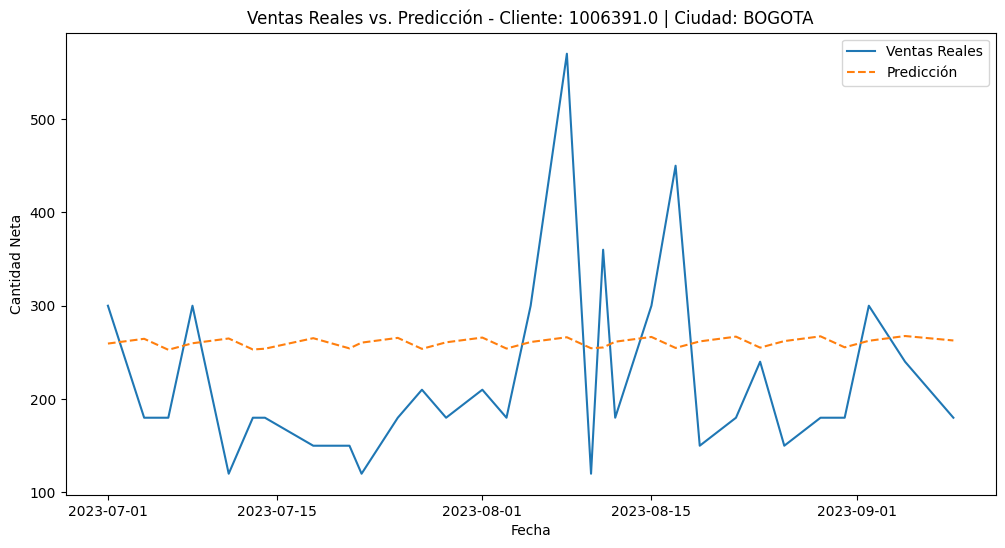 Ventas Reales vs. Predicción - Cliente: 1006391.0 | Ciudad: BOGOTA
Ventas Reales
Predicción
Cantidad Neta
500
400
300
200
100
2023-07-01
2023-07-15
2023-08-01
2023-08-15
2023-09-01
Fecha